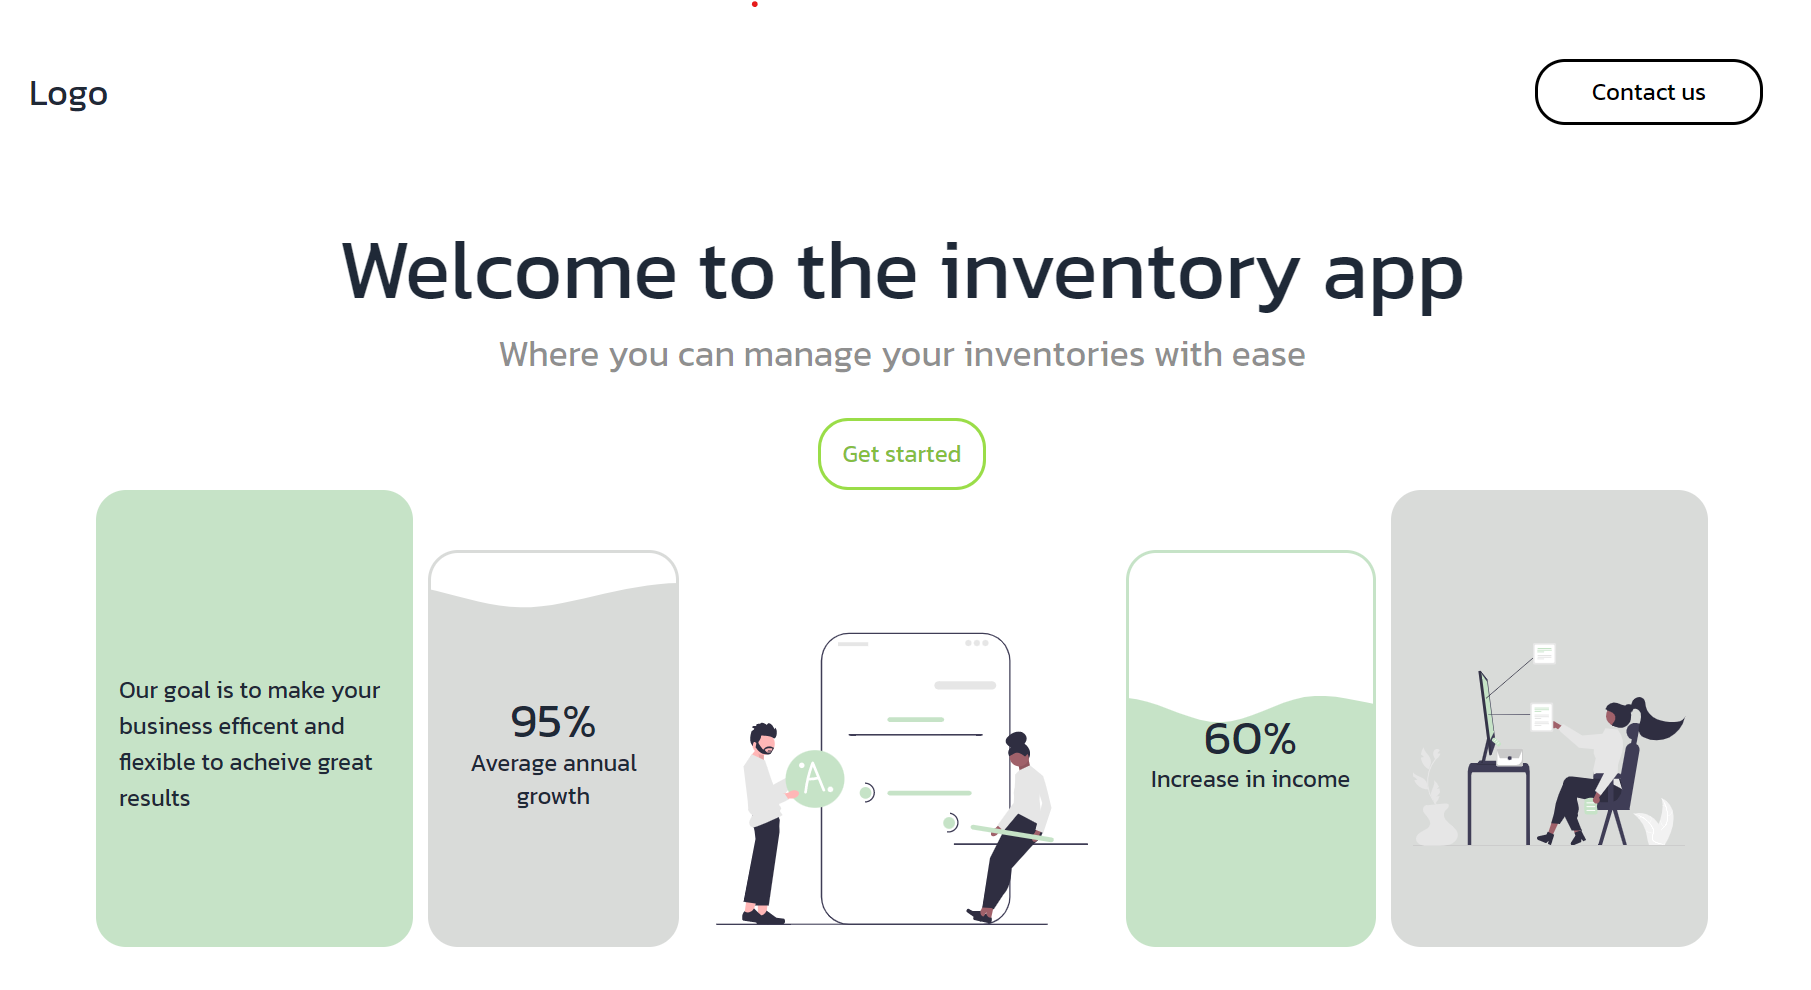 Logo
Contact us
Welcome to the inventory app
Where you can manage your inventories with ease
Get started
Our goal is to make your
business efficent and
flexible to acheive great
results
95%
Average annual
growth
A.
60%
Increase in income